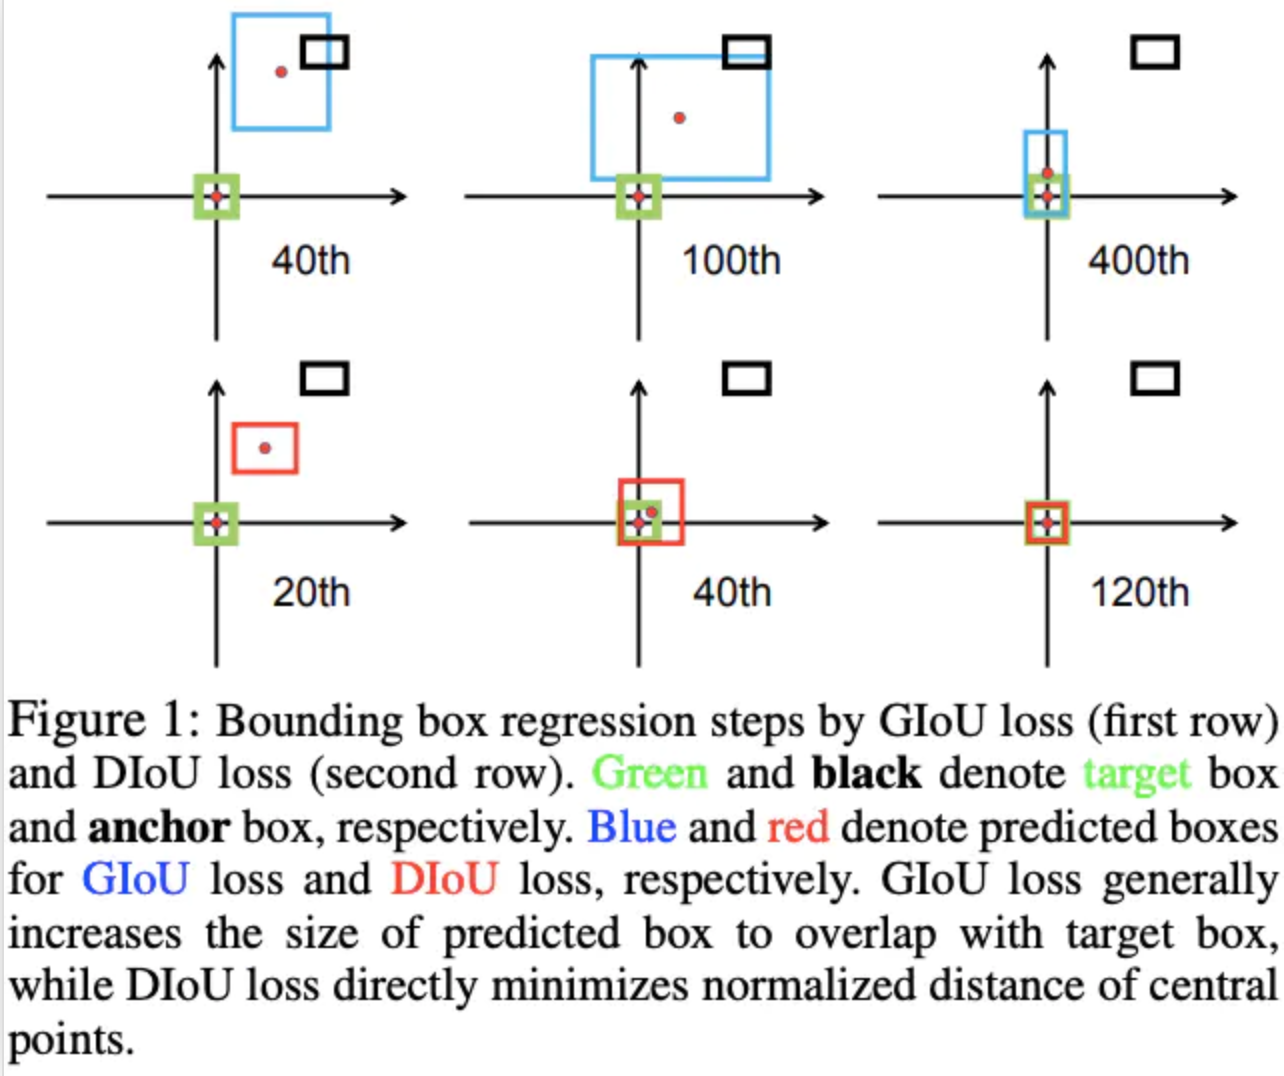 40th
100th
400th
20th
40th
120th
Figure 1: Bounding box regression steps by GIoU loss (first row)
and DIoU loss (second row). Green and black denote target box
and anchor box, respectively. Blue and red denote predicted boxes
for GIoU loss and DIoU loss, respectively. GIoU loss generally
increases the size of predicted box to overlap with target box,
while DIoU loss directly minimizes normalized distance of central
points.